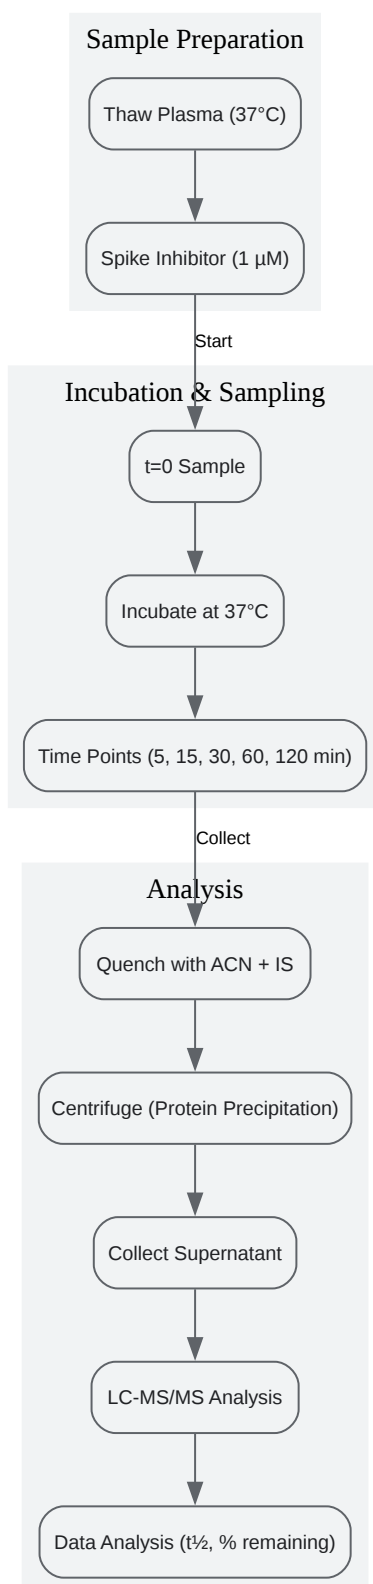 Sample Preparation
Thaw Plasma (37°C)
Spike Inhibitor (1 µM)
Start
Incubation & Sampling
t=0 Sample
Incubate at 37°C
Time Points (5, 15, 30, 60, 120 min)
Collect
Analysis
Quench with ACN + IS
Centrifuge (Protein Precipitation)
Collect Supernatant
LC-MS/MS Analysis
Data Analysis (t½, % remaining)